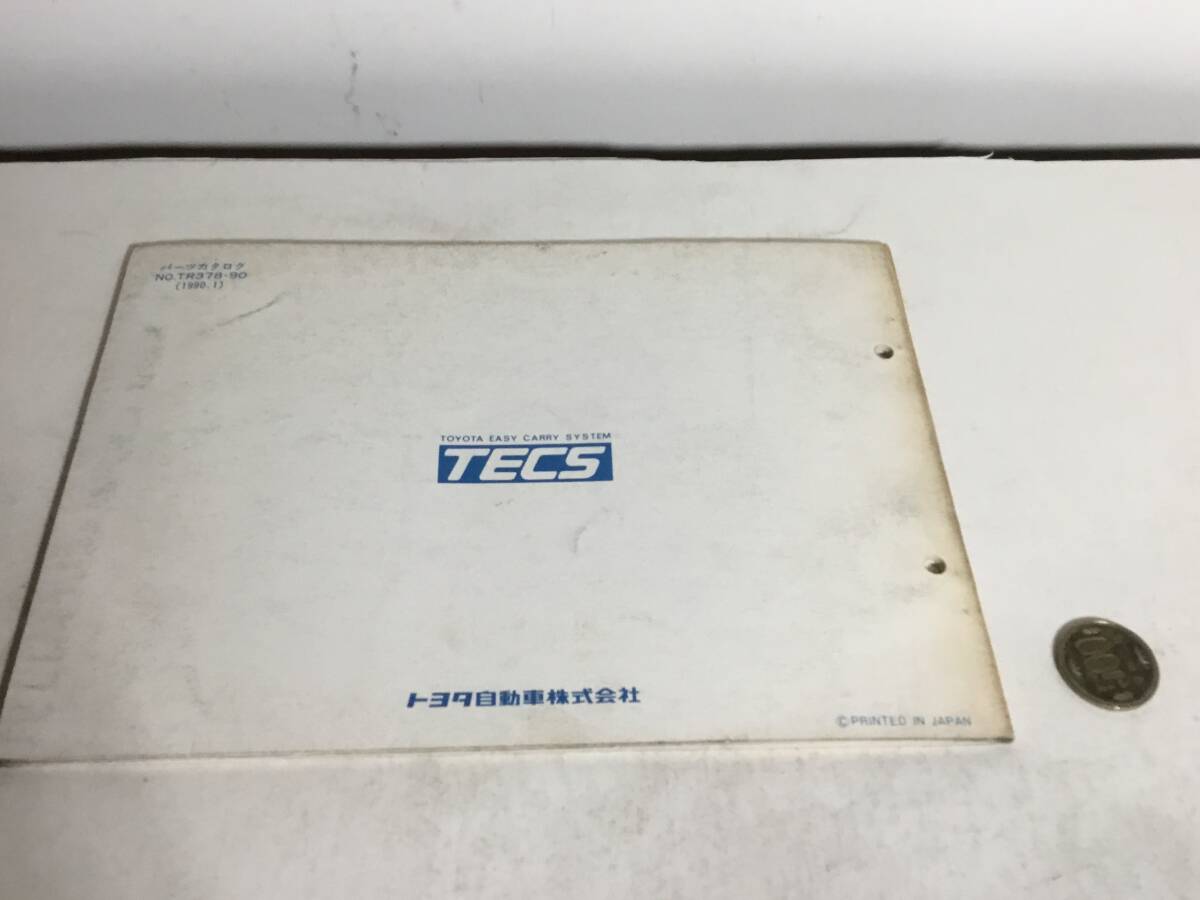 パーツカタログ
NO.TR378-90
(1990.1)
TOYOTA EASY CARRY SYSTEM
TECS
トヨタ自動車株式会社
©PRINTED IN JAPAN